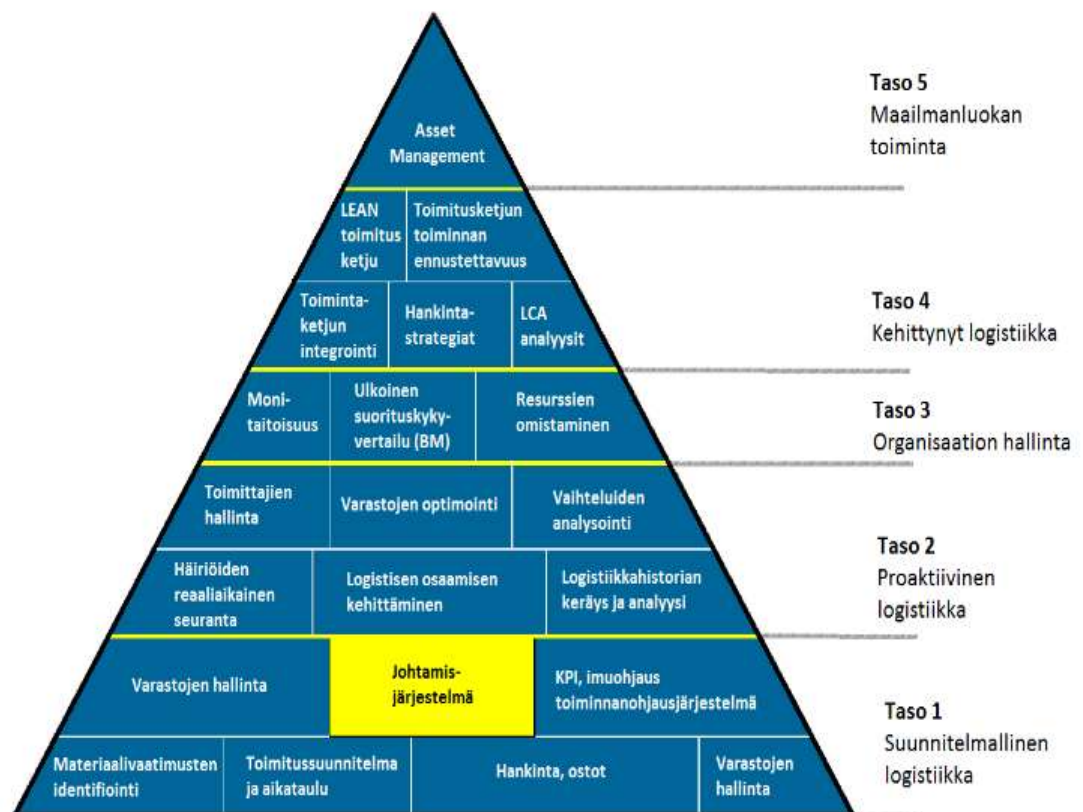 Asset
Management
Taso 5
Maailmanluokan
toiminta
LEAN
toimitus
ketju
Toimitusketjun
toiminnan
ennustettavuus
Toiminta-
ketjun
integrointi
Hankinta-
strategiat
LCA
analyysit
Taso 4
Kehittynyt logistiikka
Moni-
taitoisuus
Ulkoinen
suorituskyky-
vertailu (BM)
Resurssien
omistaminen
Taso 3
Organisaation hallinta
Toimittajien
hallinta
Varastojen optimointi
Vaihteluiden
analysointi
Häiriöiden
reaaliaikainen
seuranta
Logistisen osaamisen
kehittäminen
Logistiikkahistorian
keräys ja analyysi
Taso 2
Proaktiivinen
logistiikka
Varastojen hallinta
Johtamis-
järjestelmä
KPI, imuohjaus
toiminnanohjausjärjestelmä
Materiaalivaatimusten
identifiointi
Toimitussuunnitelma
ja aikataulu
Hankinta, ostot
Varastojen
hallinta
Taso 1
Suunnitelmallinen
logistiikka